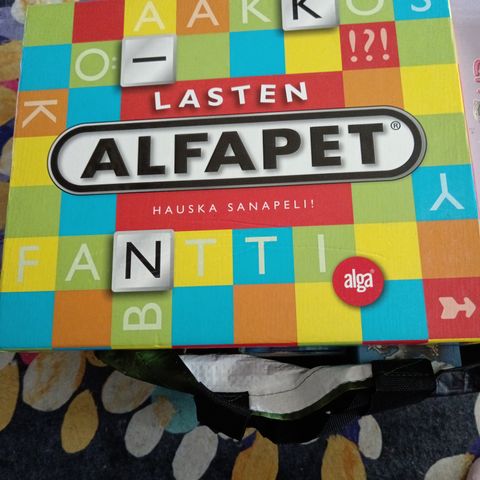 AAKKOS
Ö I !?!
LASTEN
K
ALFAPET®
HAUSKA SANAPELI!
Y
FANTTI
alga®
B